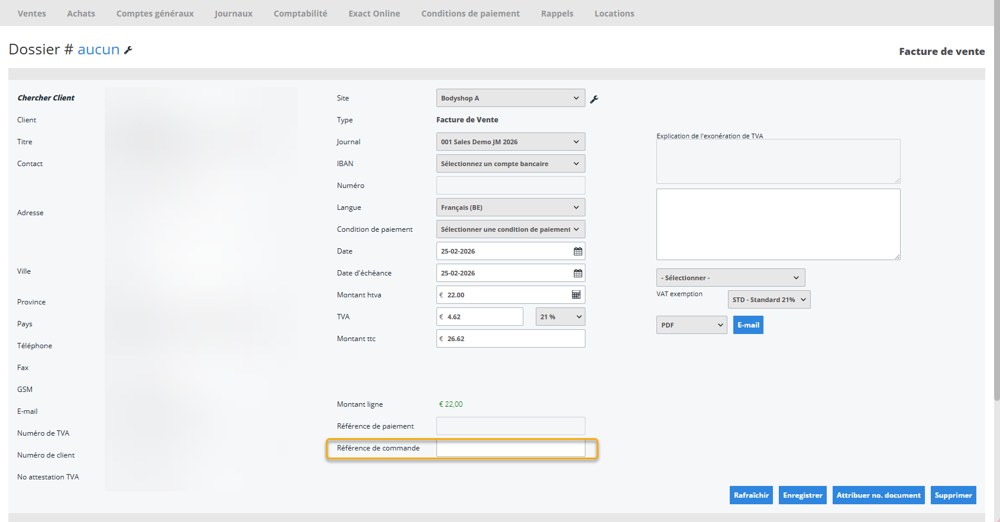 Ventes Achats Comptes généraux Journaux Comptabilité Exact Online Conditions de paiement Rappels Locations
Dossier # aucun
Facture de vente
Chercher Client
Client
Titre
Contact
Adresse
Ville
Province
Pays
Téléphone
Fax
GSM
E-mail
Numéro de TVA
Numéro de client
No attestation TVA
Site Bodyshop A
Type Facture de Vente
Journal 001 Sales Demo JM 2026
IBAN Sélectionnez un compte bancaire
Numéro
Langue Français (BE)
Condition de paiement Sélectionner une condition de paiement
Date 25-02-2026
Date d'échéance 25-02-2026
Montant htva € 22.00
TVA € 4.62 21 %
Montant ttc € 26.62
Montant ligne € 22,00
Référence de paiement
Référence de commande
Explication de l'exonération de TVA
- Sélectionner -
VAT exemption STD - Standard 21%
PDF E-mail
Rafraîchir Enregistrer Attribuer no. document Supprimer